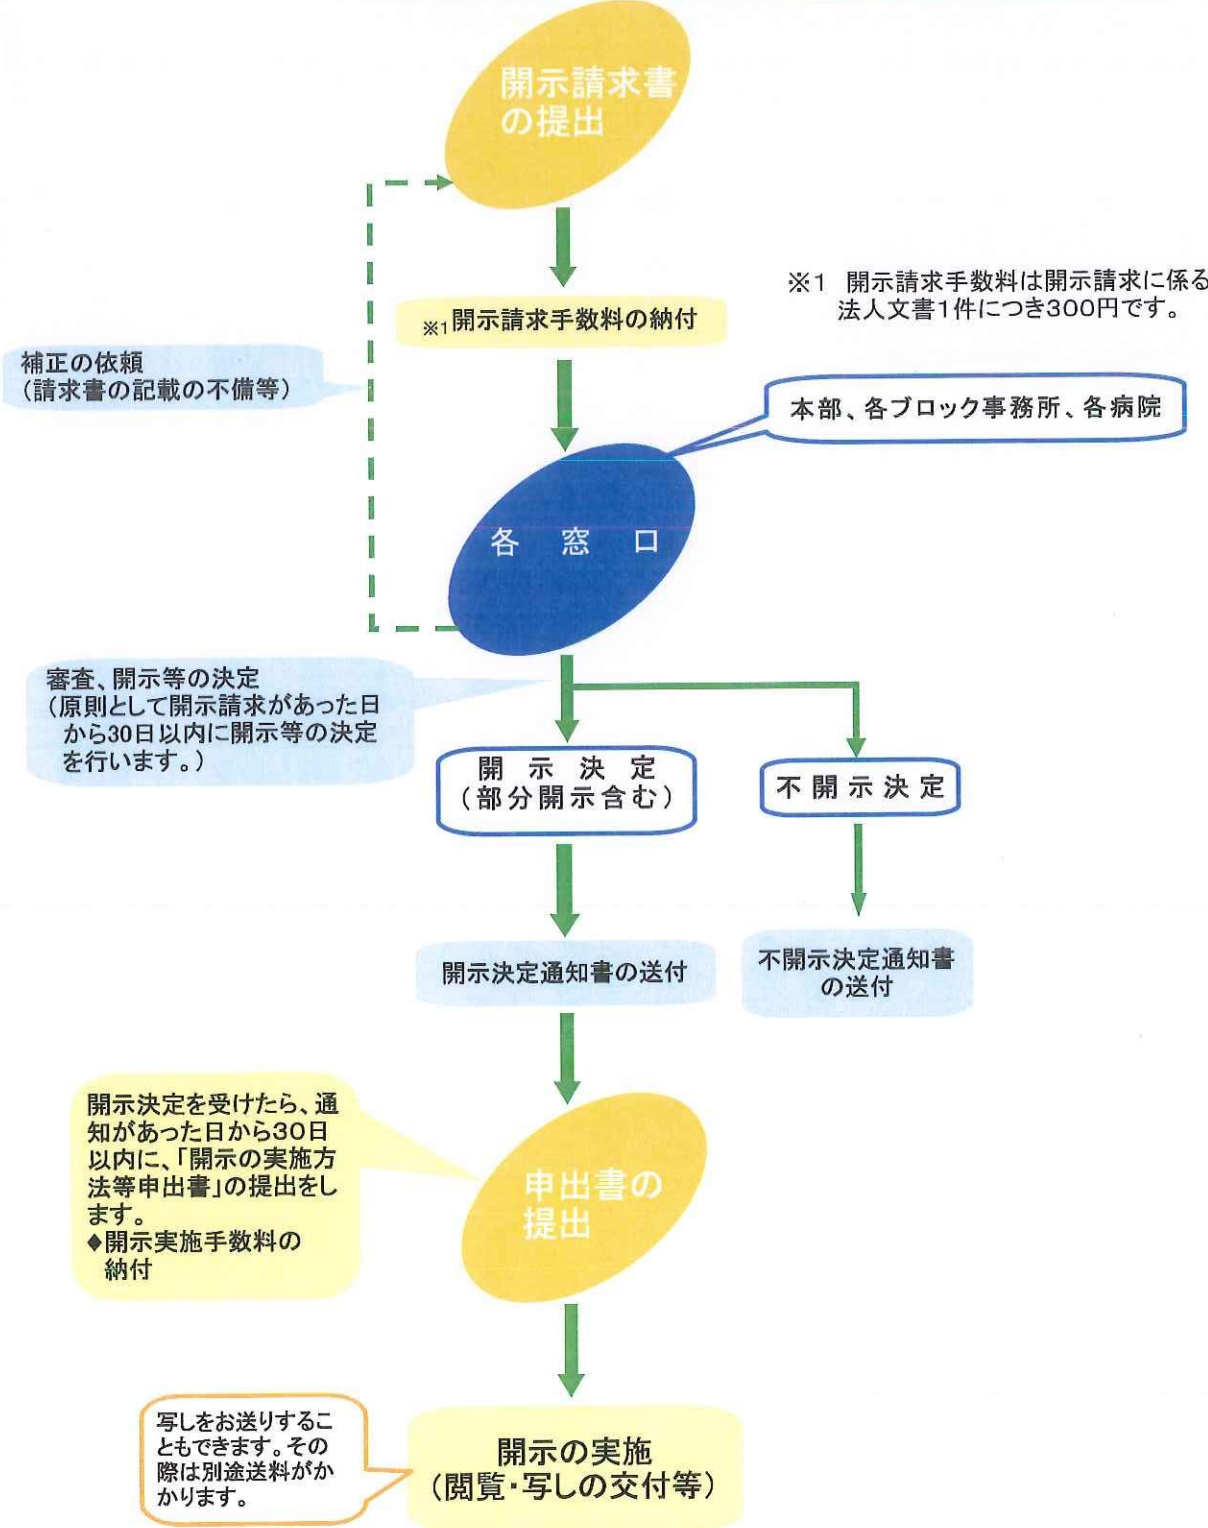 開示請求書
の提出
※1 開示請求手数料は開示請求に係る
法人文書1件につき300円です。
※1開示請求手数料の納付
補正の依頼
(請求書の記載の不備等)
本部、各ブロック事務所、各病院
各 窓 口
審査、開示等の決定
(原則として開示請求があった日
から30日以内に開示等の決定
を行います。)
開 示 決 定
(部分開示含む)
不開示決定
開示決定通知書の送付
不開示決定通知書
の送付
開示決定を受けたら、通
知があった日から30日
以内に、「開示の実施方
法等申出書」の提出をし
ます。
◆開示実施手数料の
納付
申出書の
提出
写しをお送りするこ
ともできます。その
際は別途送料がか
かります。
開示の実施
(閲覧・写しの交付等)